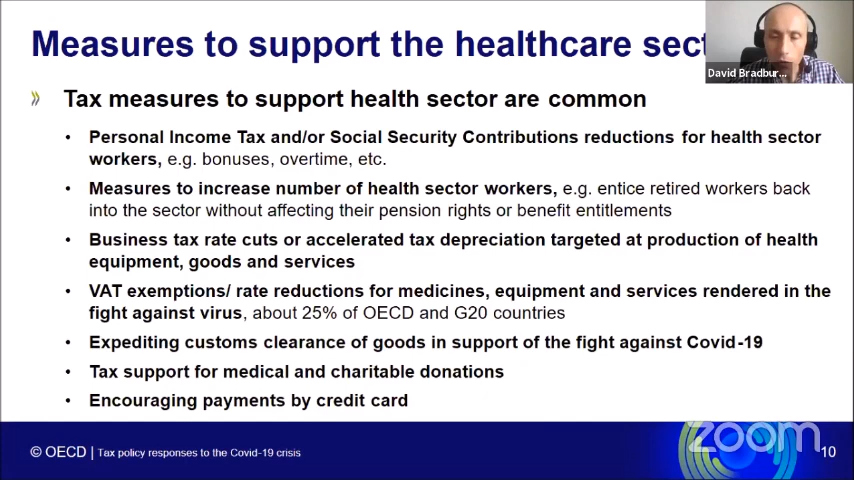 Measures to support the healthcare sect
David Bradbur...
Tax measures to support health sector are common
• Personal Income Tax and/or Social Security Contributions reductions for health sector
workers, e.g. bonuses, overtime, etc.
• Measures to increase number of health sector workers, e.g. entice retired workers back
into the sector without affecting their pension rights or benefit entitlements
• Business tax rate cuts or accelerated tax depreciation targeted at production of health
equipment, goods and services
• VAT exemptions/ rate reductions for medicines, equipment and services rendered in the
fight against virus, about 25% of OECD and G20 countries
• Expediting customs clearance of goods in support of the fight against Covid-19
• Tax support for medical and charitable donations
• Encouraging payments by credit card
© OECD | Tax policy responses to the Covid-19 crisis
zoom
10